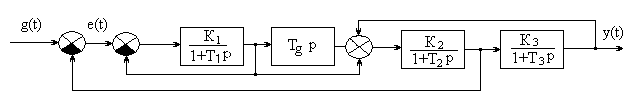 g(t) e(t) y(t)
K1 K2 K3
1+T1p Tg p 1+T2p 1+T3p